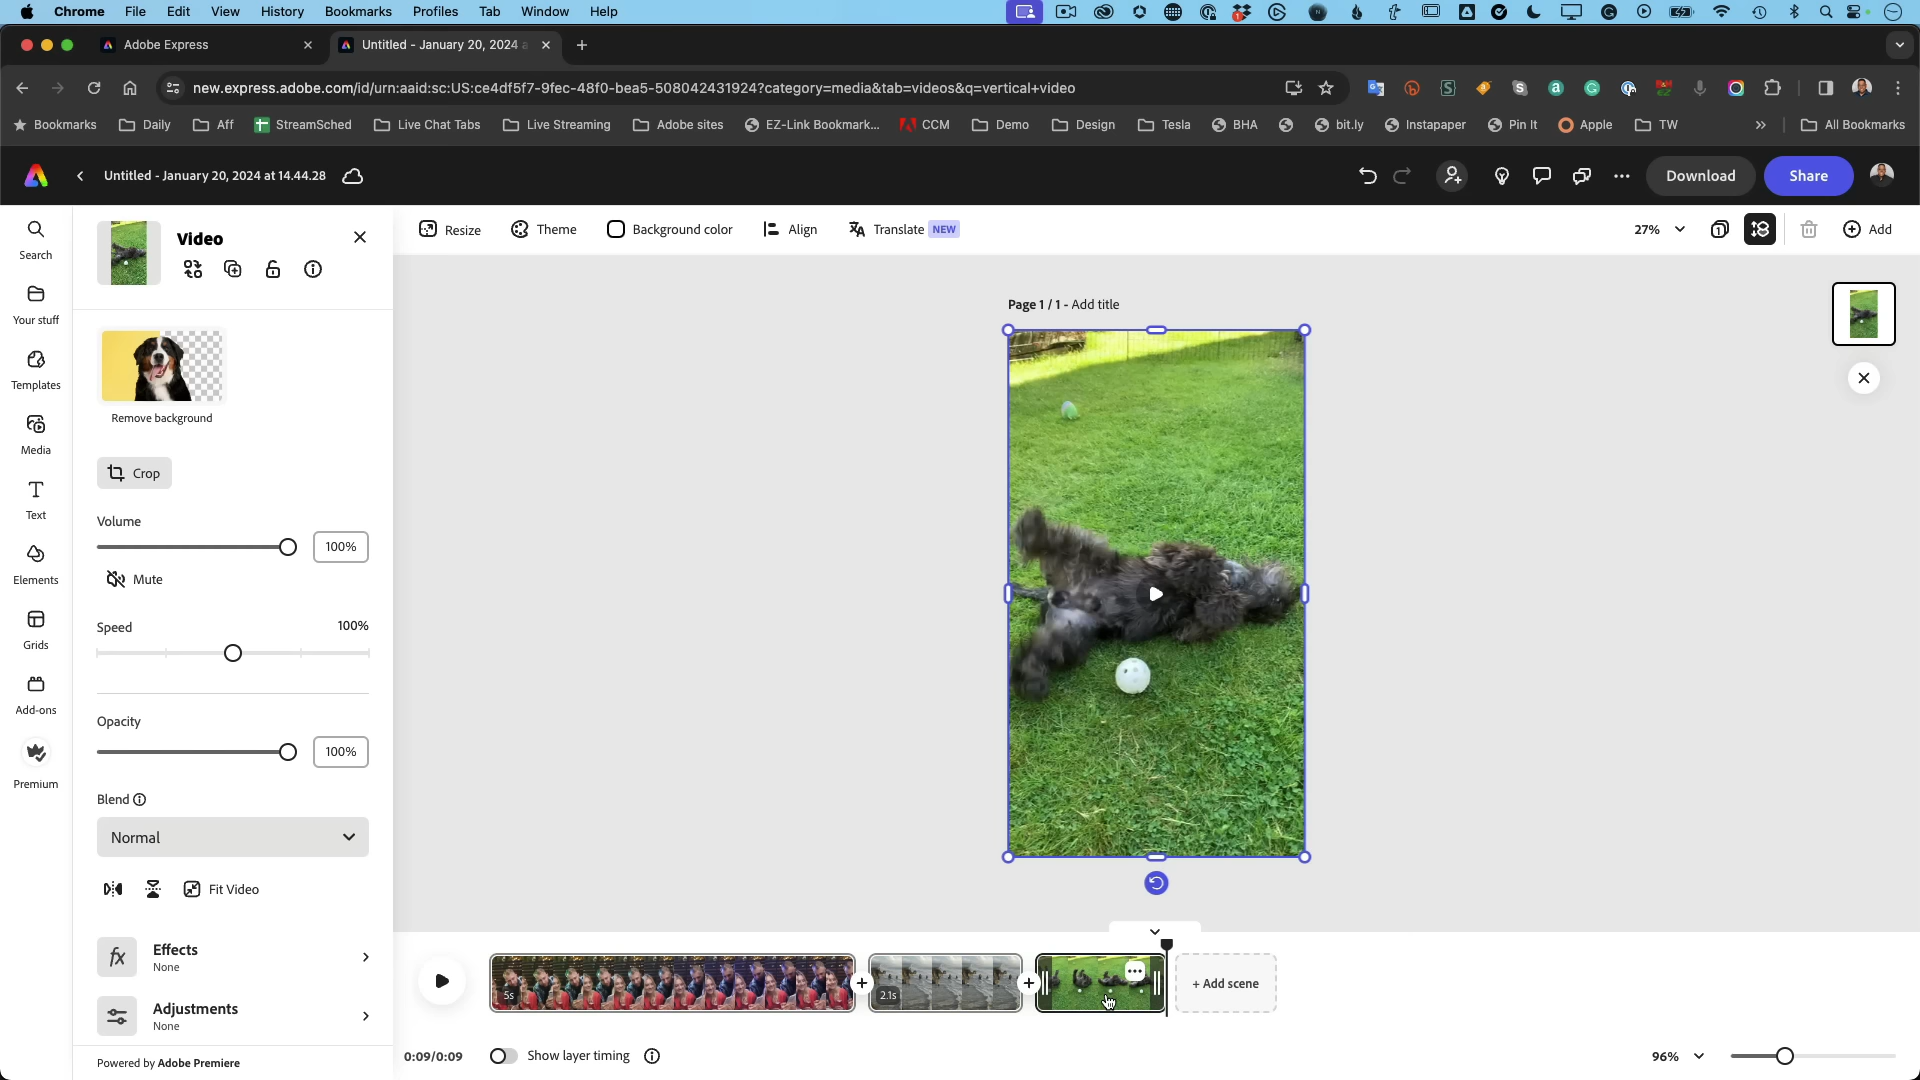 Chrome File Edit View History Bookmarks Profiles Tab Window Help
Adobe Express
Untitled - January 20, 2024 a
new.express.adobe.com/id/urn:aaid:sc:US:ce4df5f7-9fec-48f0-bea5-508042431924?category=media&tab=videos&q=vertical+video
Bookmarks Daily Aff StreamSched Live Chat Tabs Live Streaming Adobe sites EZ-Link Bookmark... CCM Demo Design Tesla BHA bit.ly Instapaper Pin It Apple TW All Bookmarks
Untitled - January 20, 2024 at 14.44.28
Download
Share
Search
Your stuff
Templates
Media
Text
Elements
Grids
Add-ons
Premium
Video
Remove background
Crop
Volume
100%
Mute
Speed
100%
Opacity
100%
Blend
Normal
Fit Video
Effects
None
Adjustments
None
Powered by Adobe Premiere
Resize Theme Background color Align Translate NEW
27%
Add
Page 1 / 1 - Add title
5s
2.1s
+ Add scene
0:09/0:09 Show layer timing
96%